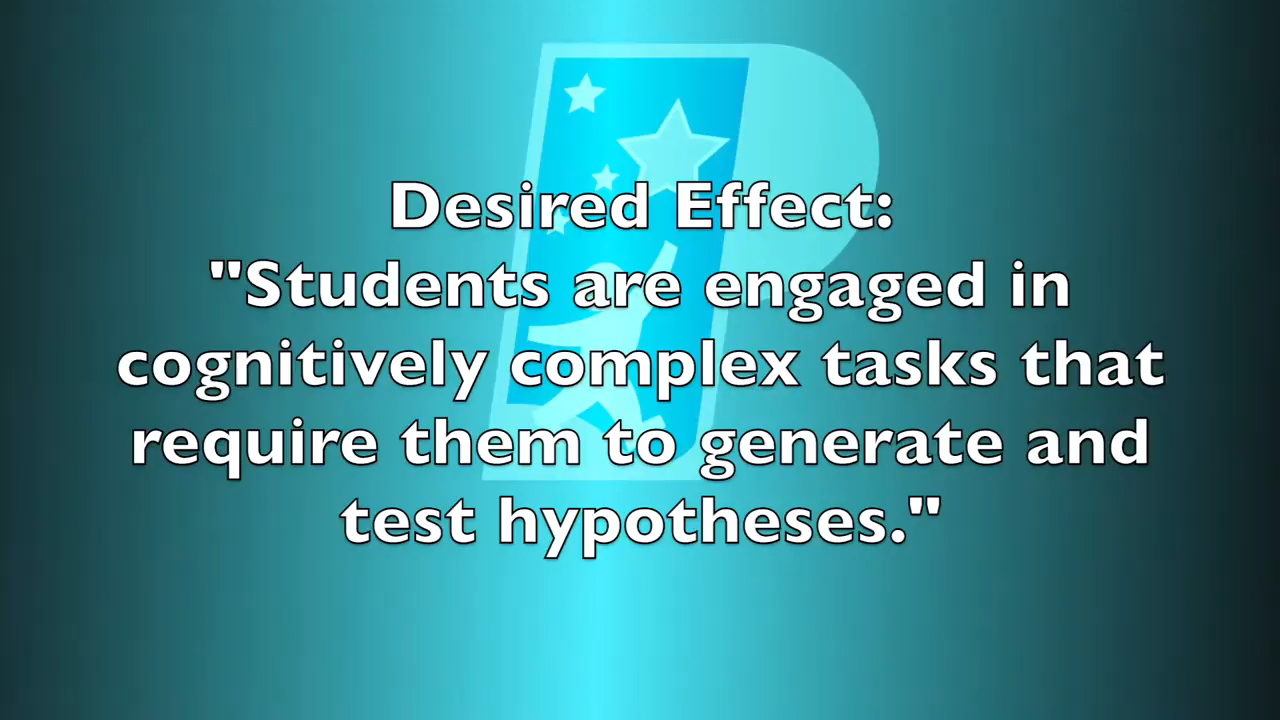 Desired Effect:
"Students are engaged in
cognitively complex tasks that
require them to generate and
test hypotheses."